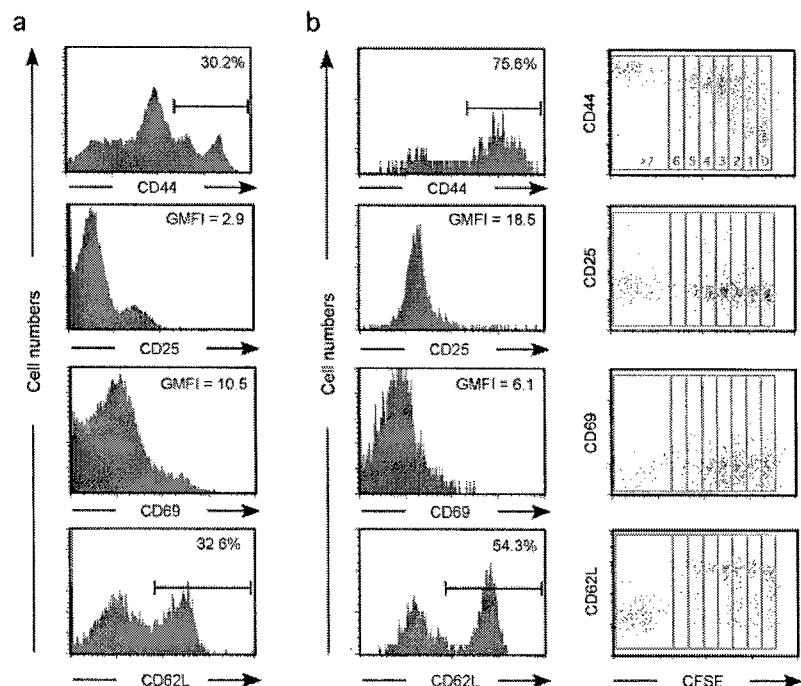 a
b
30.2%
CD44
GMFI = 2.9
CD25
GMFI = 10.5
CD69
32.6%
CD62L
Cell numbers
75.6%
CD44
GMFI = 18.5
CD25
GMFI = 6.1
CD69
54.3%
CD62L
Cell numbers
CD44
>7 6 5 4 3 2 1 0
CD25
CD69
CD62L
CFSE